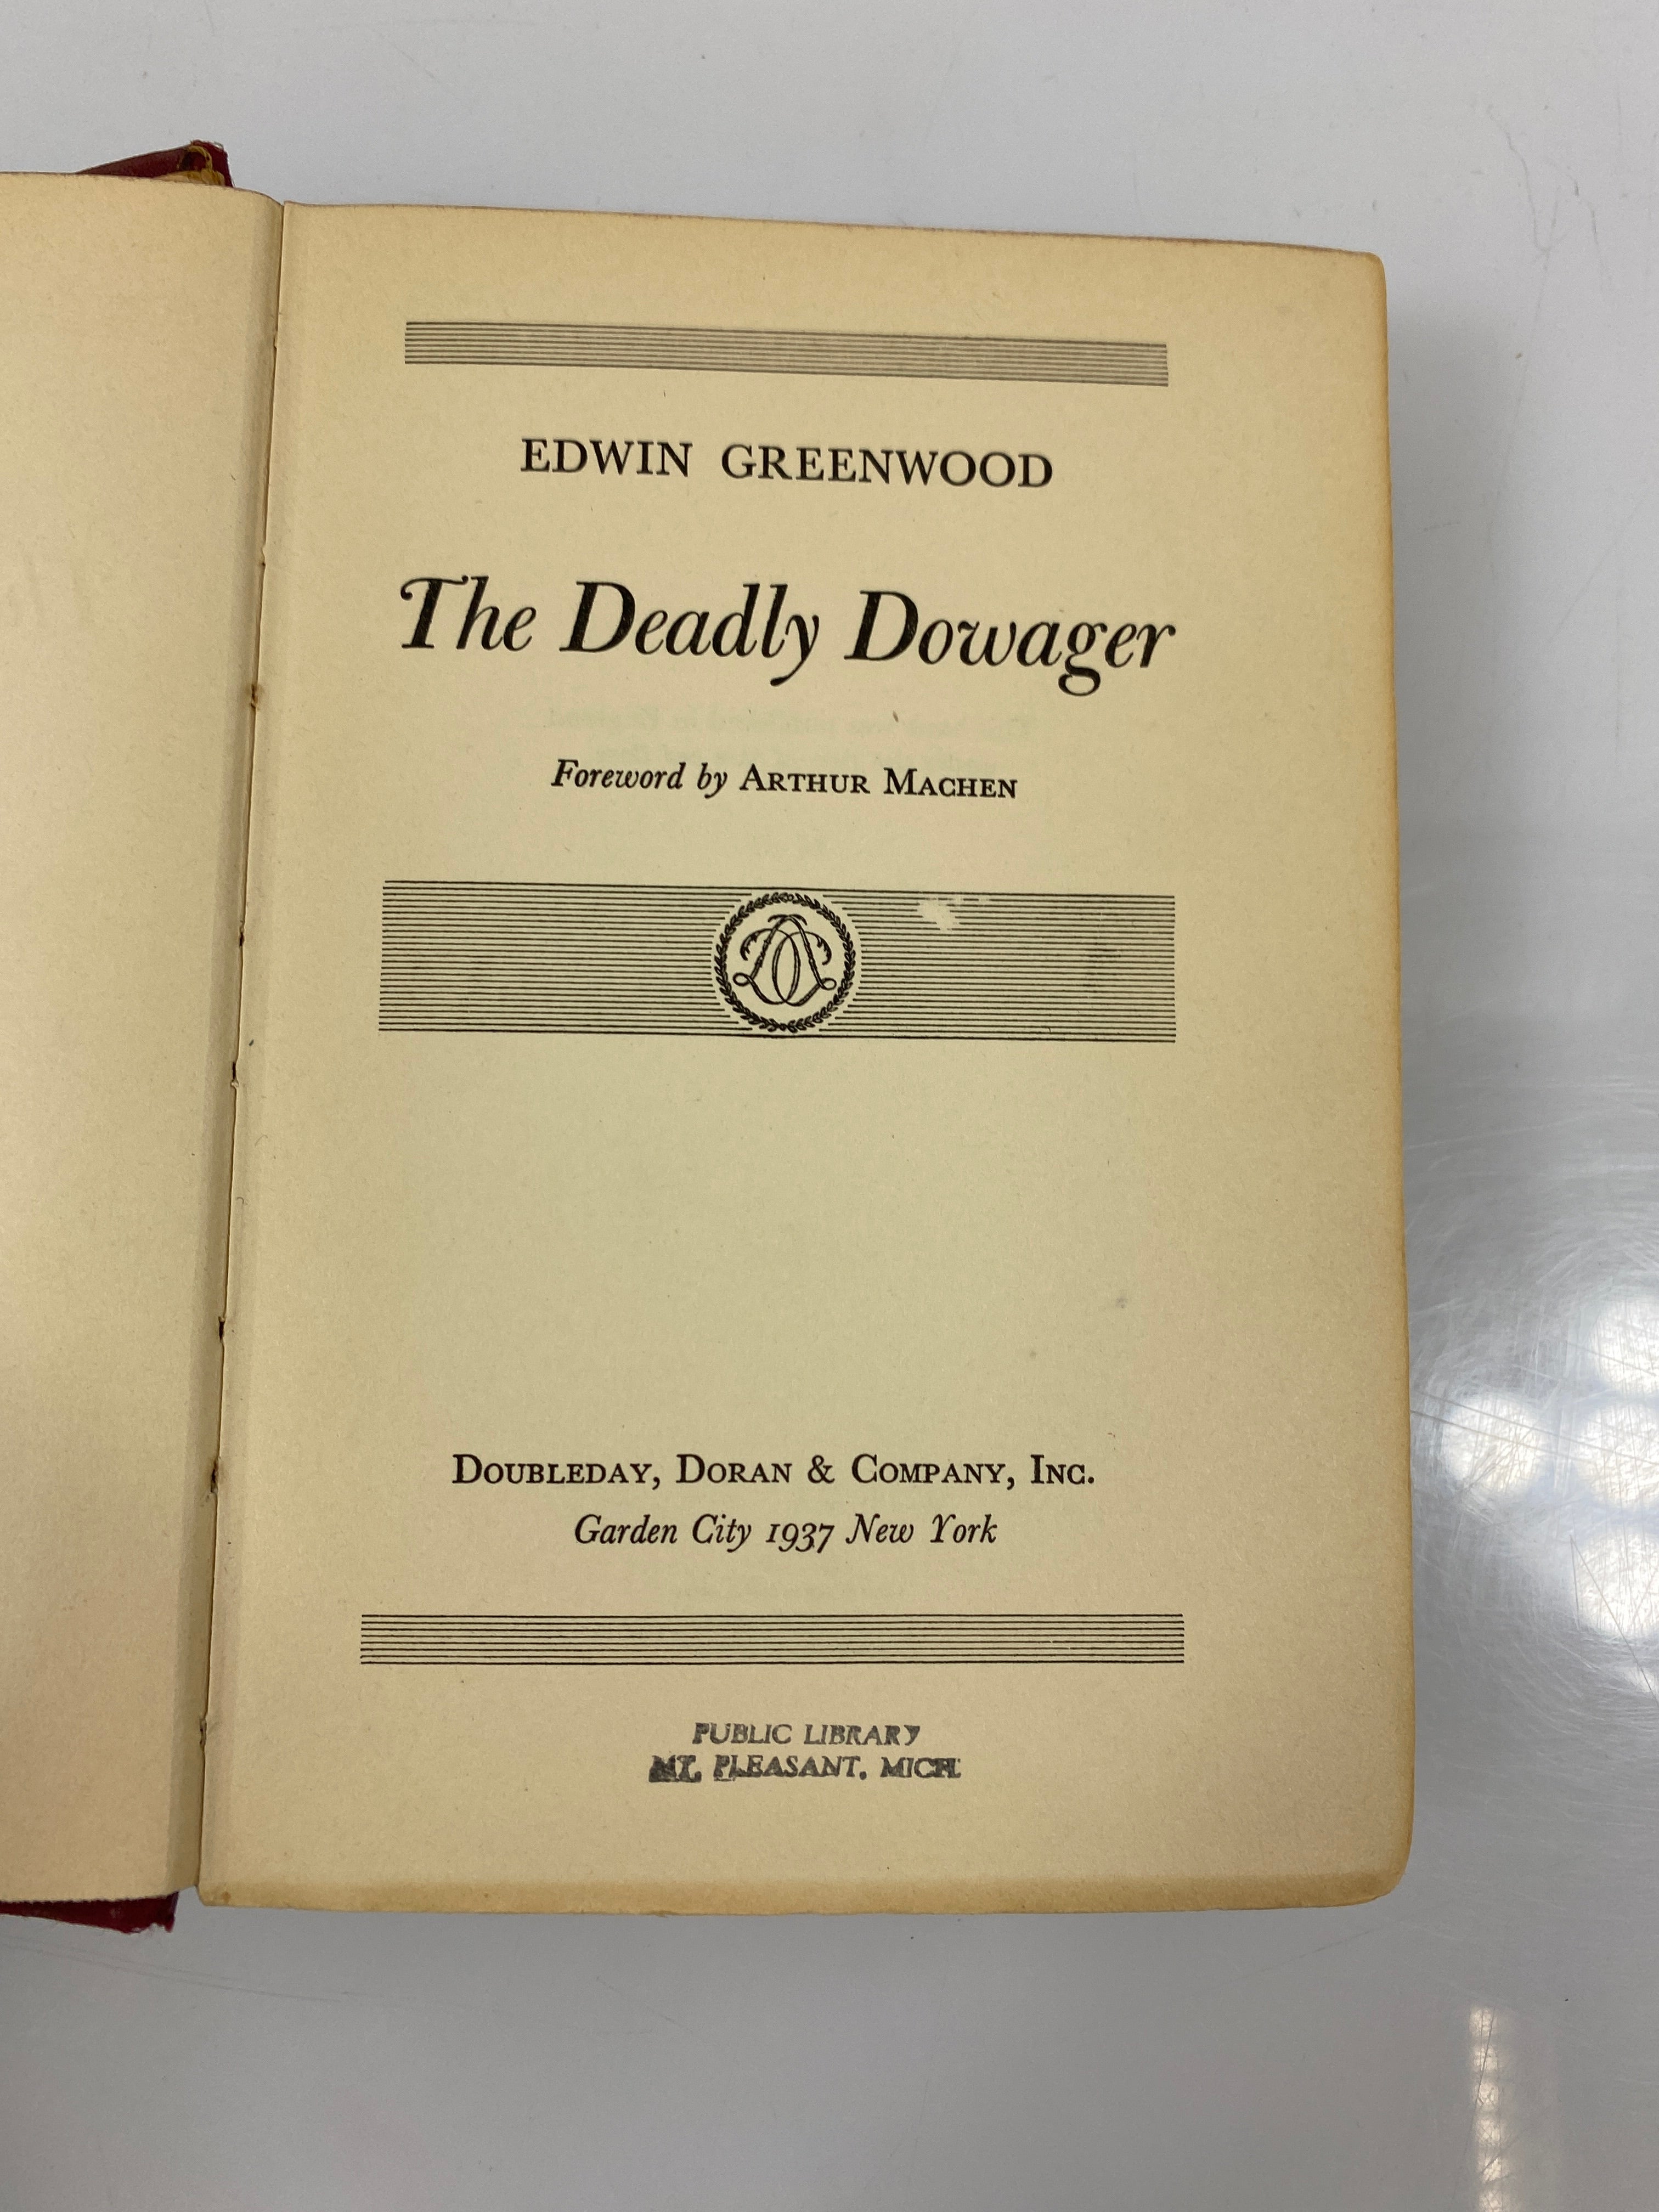 EDWIN GREENWOOD
The Deadly Dowager
Foreword by ARTHUR MACHEN
DOUBLEDAY, DORAN & COMPANY, INC.
Garden City 1937 New York
PUBLIC LIBRARY
MT. PLEASANT, MICH.